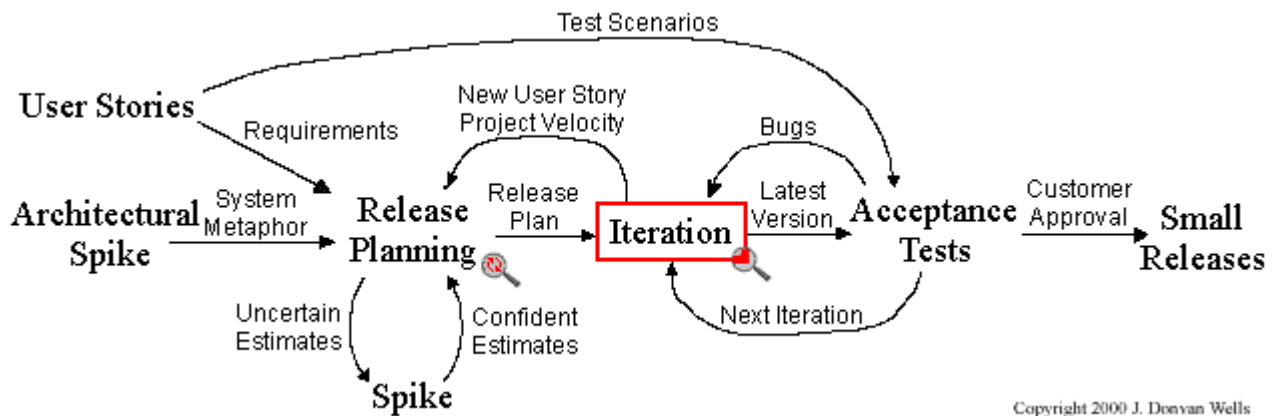 Test Scenarios
User Stories
New User Story
Project Velocity
Requirements
Bugs
System
Metaphor
Release
Plan
Latest
Version
Customer
Approval
Architectural
Spike
Release
Planning
Iteration
Acceptance
Tests
Small
Releases
Uncertain
Estimates
Confident
Estimates
Next Iteration
Spike
Copyright 2000 J. Donvan Wells